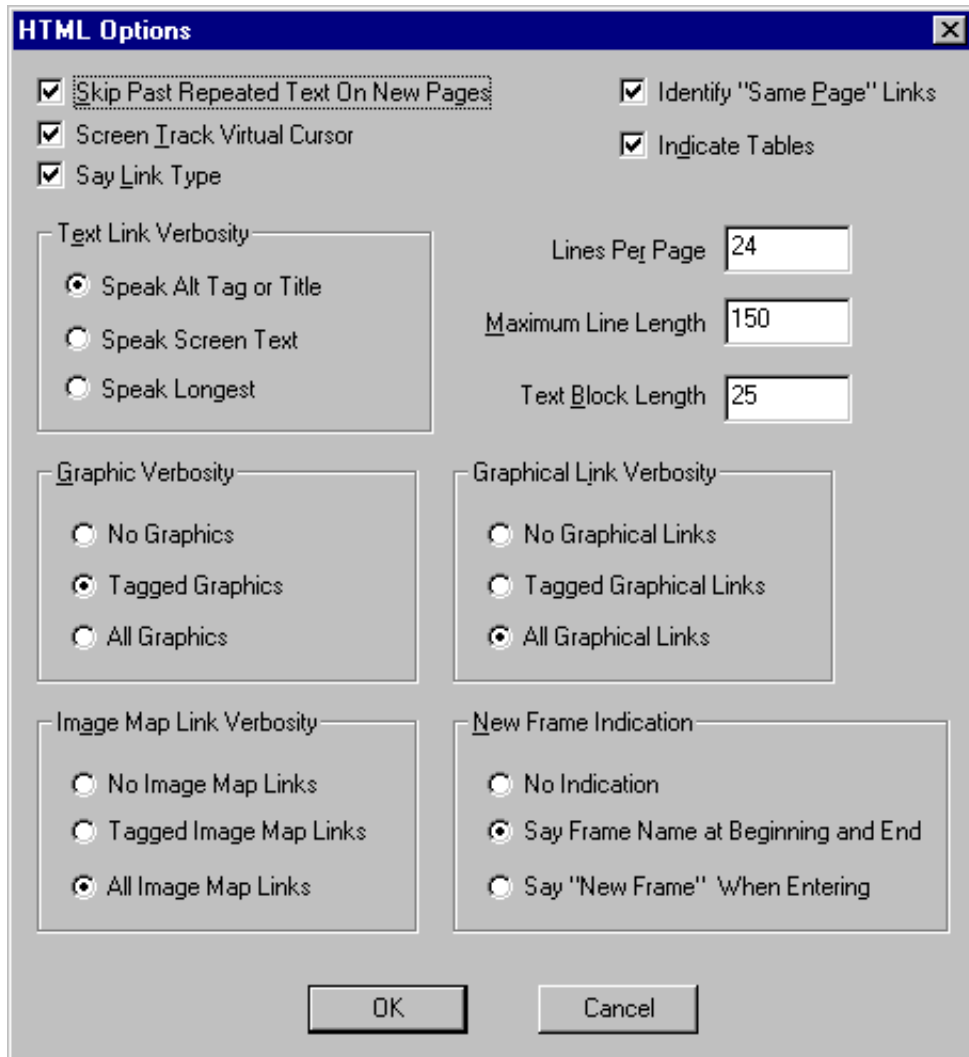 HTML Options
Skip Past Repeated Text On New Pages
Identify "Same Page" Links
Screen Track Virtual Cursor
Indicate Tables
Say Link Type
Text Link Verbosity
Speak Alt Tag or Title
Speak Screen Text
Speak Longest
Lines Per Page 24
Maximum Line Length 150
Text Block Length 25
Graphic Verbosity
No Graphics
Tagged Graphics
All Graphics
Graphical Link Verbosity
No Graphical Links
Tagged Graphical Links
All Graphical Links
Image Map Link Verbosity
No Image Map Links
Tagged Image Map Links
All Image Map Links
New Frame Indication
No Indication
Say Frame Name at Beginning and End
Say "New Frame" When Entering
OK
Cancel